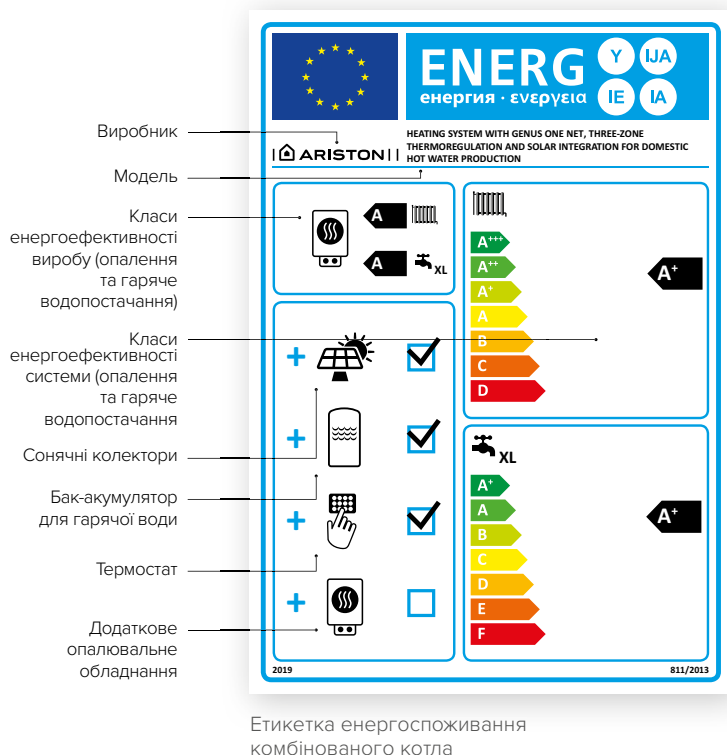 ENERG
енергия · ενεργεια
Y
IJA
IE
IA
Виробник
ARISTON
HEATING SYSTEM WITH GENUS ONE NET, THREE-ZONE
THERMOREGULATION AND SOLAR INTEGRATION FOR DOMESTIC
HOT WATER PRODUCTION
Модель
Класи
енергоефективності
виробу (опалення
та гаряче
водопостачання)
A
A
XL
A+++
A++
A+
A
B
C
D
A+
Класи
енергоефективності
системи (опалення
та гаряче
водопостачання
+
+
+
+
Сонячні колектори
Бак-акумулятор
для гарячої води
Термостат
Додаткове
опалювальне
обладнання
XL
A+
A
B
C
D
E
F
A+
2019
811/2013
Етикетка енергоспоживання
комбінованого котла